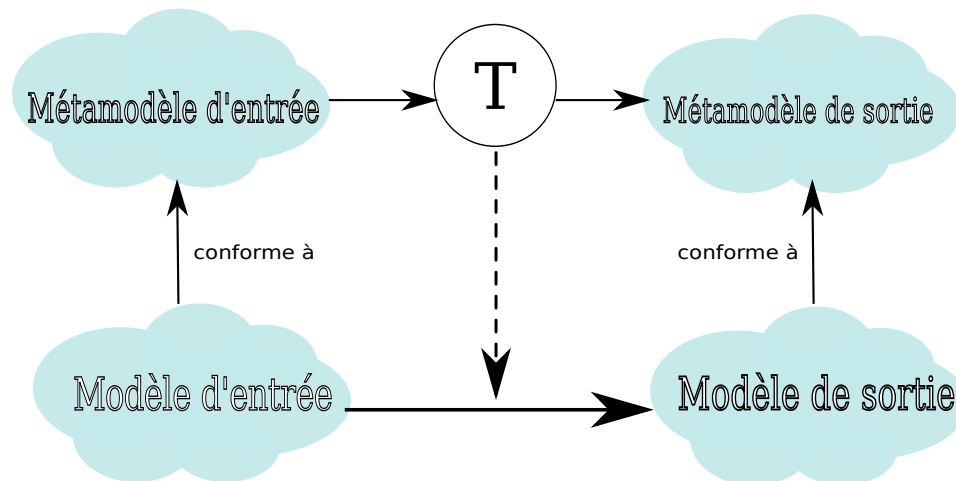 Métamodèle d'entrée
T
Métamodèle de sortie
conforme à
conforme à
Modèle d'entrée
Modèle de sortie